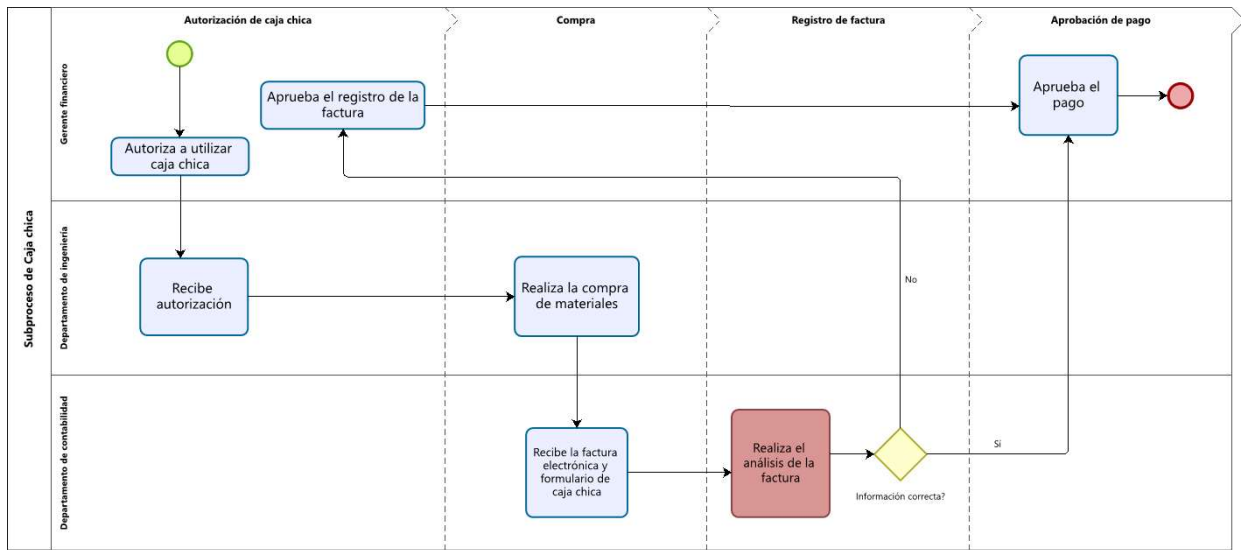 Subproceso de Caja chica
Autorización de caja chica
Compra
Registro de factura
Aprobación de pago
Gerente financiero
Aprueba el registro de la
factura
Autoriza a utilizar
caja chica
Aprueba el
pago
Departamento de ingeniería
Recibe
autorización
Realiza la compra
de materiales
No
Departamento de contabilidad
Recibe la factura
electrónica y
formulario de
caja chica
Realiza el
análisis de la
factura
Información correcta?
Si